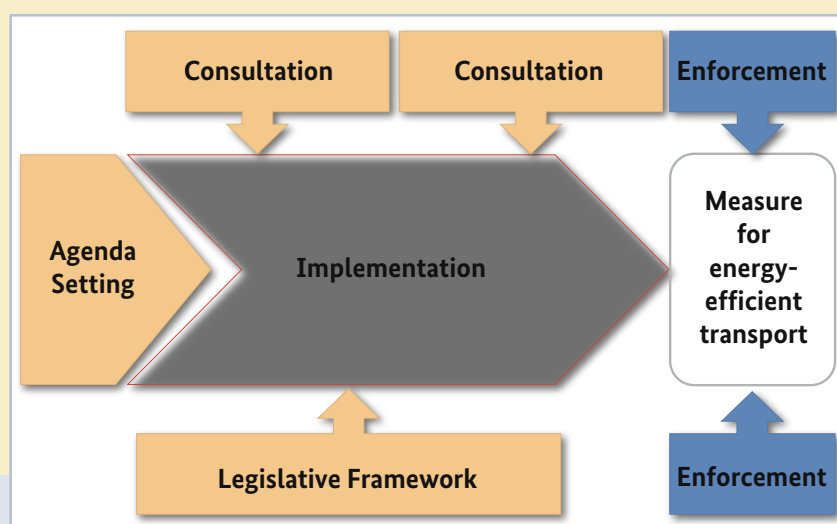 Consultation
Consultation
Enforcement
Agenda
Setting
Implementation
Measure
for
energy-
efficient
transport
Legislative Framework
Enforcement